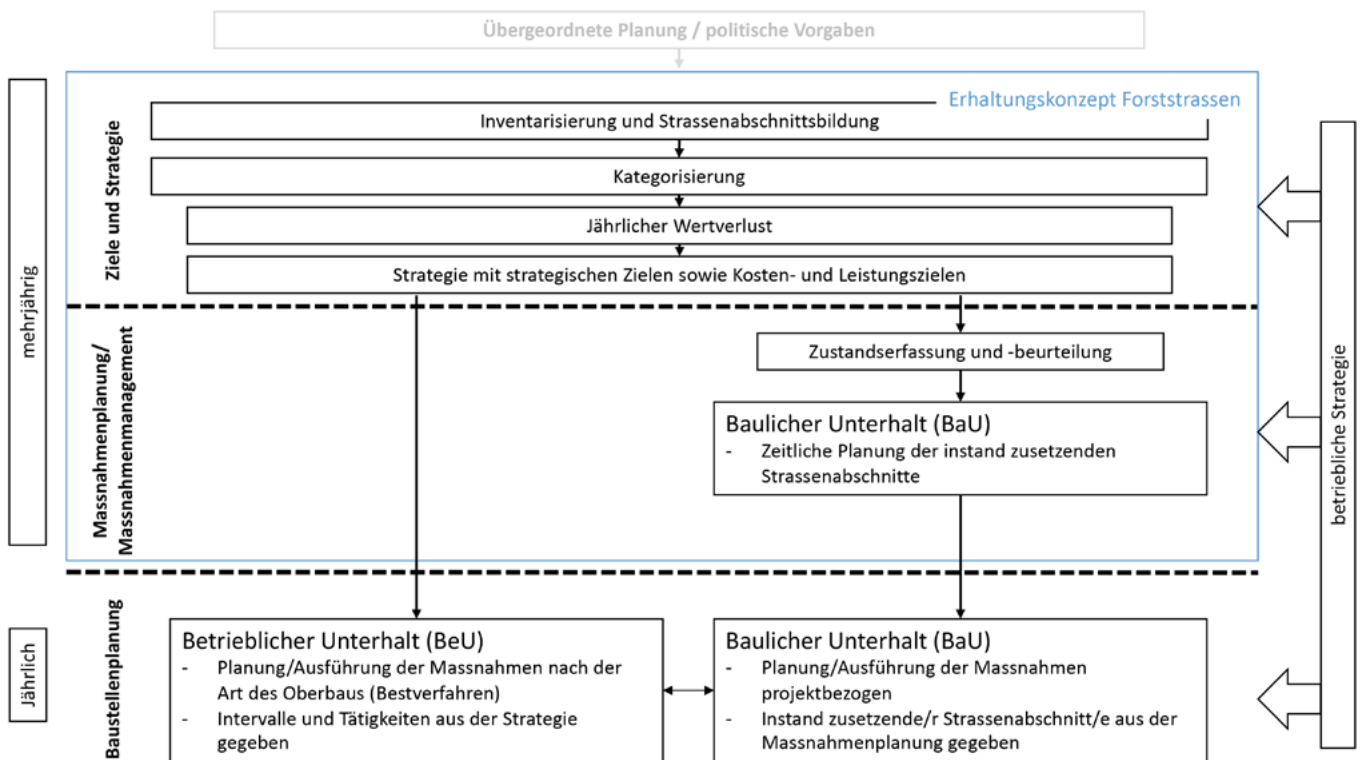 Übergeordnete Planung / politische Vorgaben
Erhaltungskonzept Forststrassen
mehrjährig
Ziele und Strategie
Inventarisierung und Strassenabschnittsbildung
Kategorisierung
Jährlicher Wertverlust
Strategie mit strategischen Zielen sowie Kosten- und Leistungszielen
Massnahmenplanung/
Massnahmenmanagement
Zustandserfassung und -beurteilung
Baulicher Unterhalt (BaU)
- Zeitliche Planung der instand zusetzenden
Strassenabschnitte
betriebliche Strategie
Jährlich
Baustellenplanung
Betrieblicher Unterhalt (BeU)
- Planung/Ausführung der Massnahmen nach der
Art des Oberbaus (Bestverfahren)
- Intervalle und Tätigkeiten aus der Strategie
gegeben
Baulicher Unterhalt (BaU)
- Planung/Ausführung der Massnahmen
projektbezogen
- Instand zusetzende/r Strassenabschnitt/e aus der
Massnahmenplanung gegeben